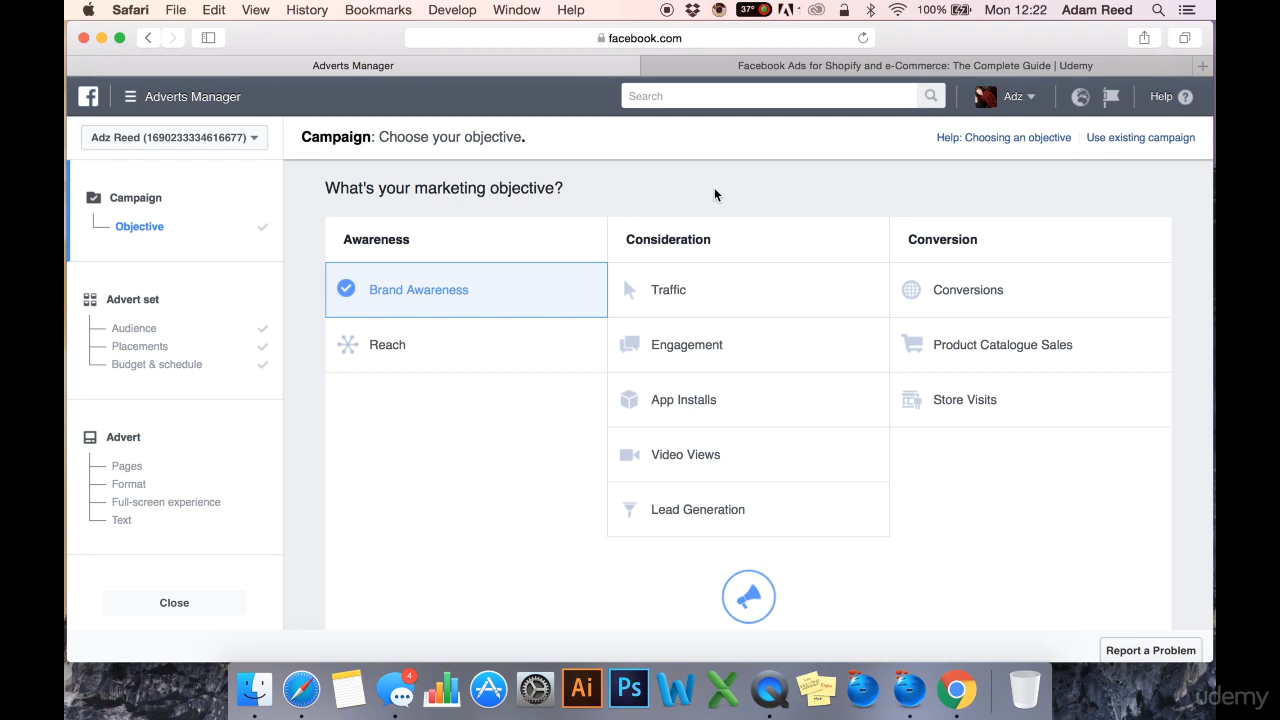 Safari File Edit View History Bookmarks Develop Window Help 37° 100% Mon 12:22 Adam Reed
facebook.com
Adverts Manager
Facebook Ads for Shopify and e-Commerce: The Complete Guide | Udemy
Adverts Manager
Search
Adz
Help
Adz Reed (1690233334616677)
Campaign: Choose your objective.
Help: Choosing an objective
Use existing campaign
Campaign
Objective
Advert set
Audience
Placements
Budget & schedule
Advert
Pages
Format
Full-screen experience
Text
Close
What's your marketing objective?
Awareness
Consideration
Conversion
Brand Awareness
Traffic
Conversions
Reach
Engagement
Product Catalogue Sales
App Installs
Store Visits
Video Views
Lead Generation
Report a Problem
4
Ai
Ps
udemy